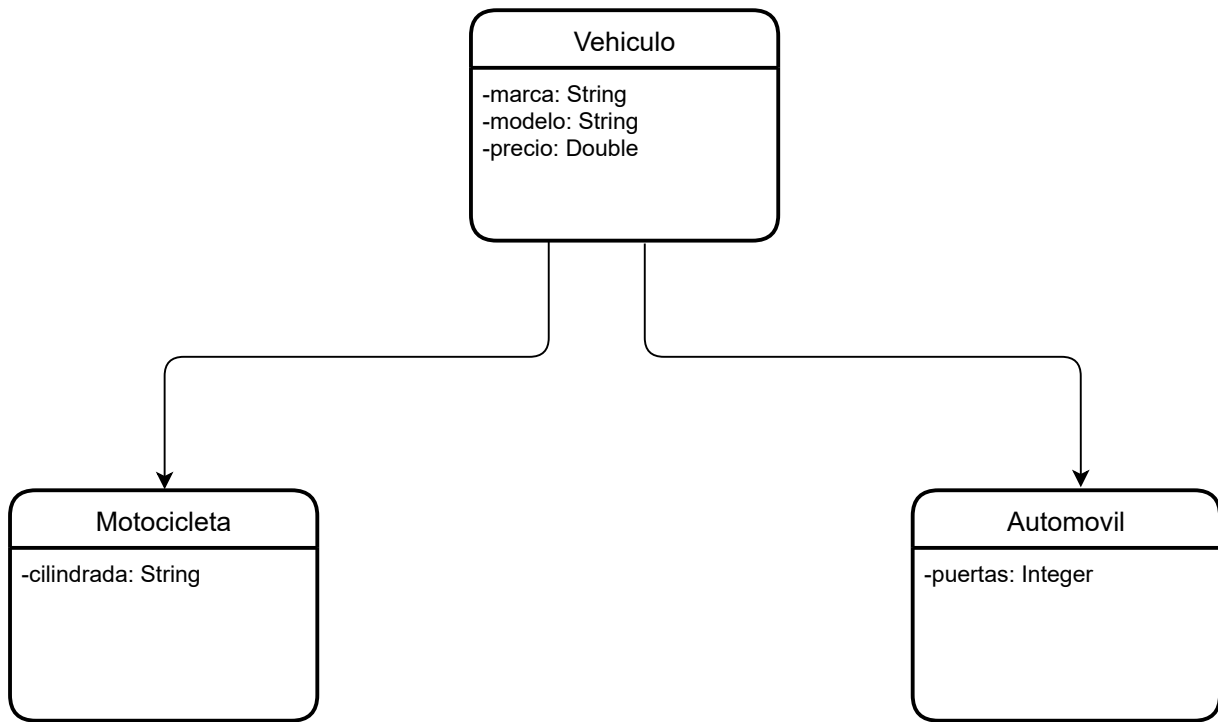 Vehiculo
-marca: String
-modelo: String
-precio: Double
Motocicleta
-cilindrada: String
Automovil
-puertas: Integer